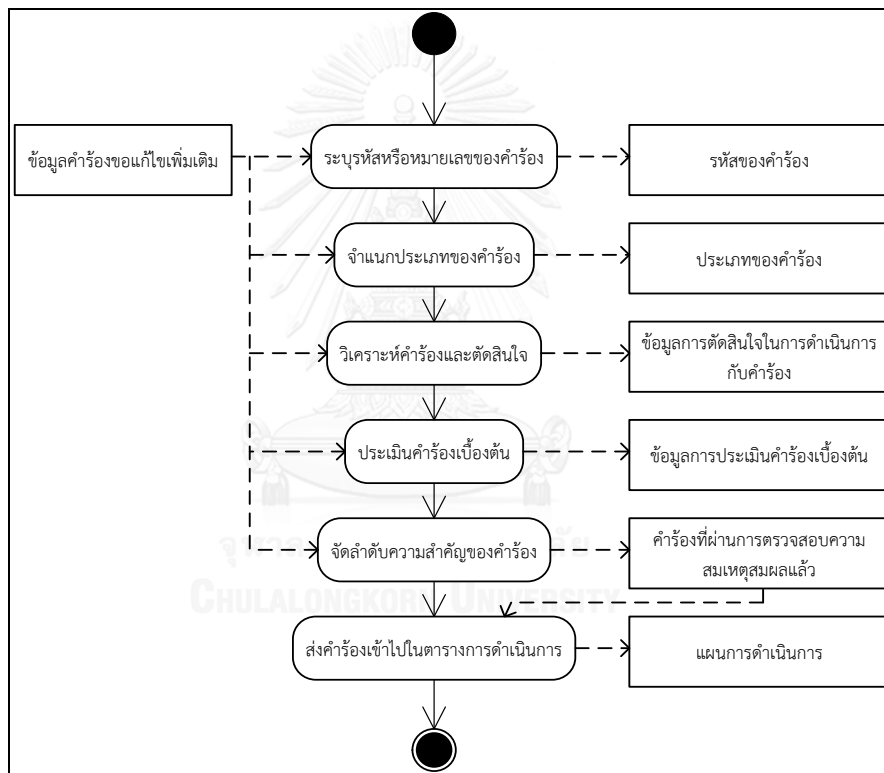 ข้อมูลคำร้องขอแก้ไขเพิ่มเติม
ระบุรหัสหรือหมายเลขของคำร้อง
รหัสของคำร้อง
จำแนกประเภทของคำร้อง
ประเภทของคำร้อง
วิเคราะห์คำร้องและตัดสินใจ
ข้อมูลการตัดสินใจในการดำเนินการ
กับคำร้อง
ประเมินคำร้องเบื้องต้น
ข้อมูลการประเมินคำร้องเบื้องต้น
จัดลำดับความสำคัญของคำร้อง
คำร้องที่ผ่านการตรวจสอบความ
สมเหตุสมผลแล้ว
CHULALONGKORN UNIVERSITY
ส่งคำร้องเข้าไปในตารางการดำเนินการ
แผนการดำเนินการ